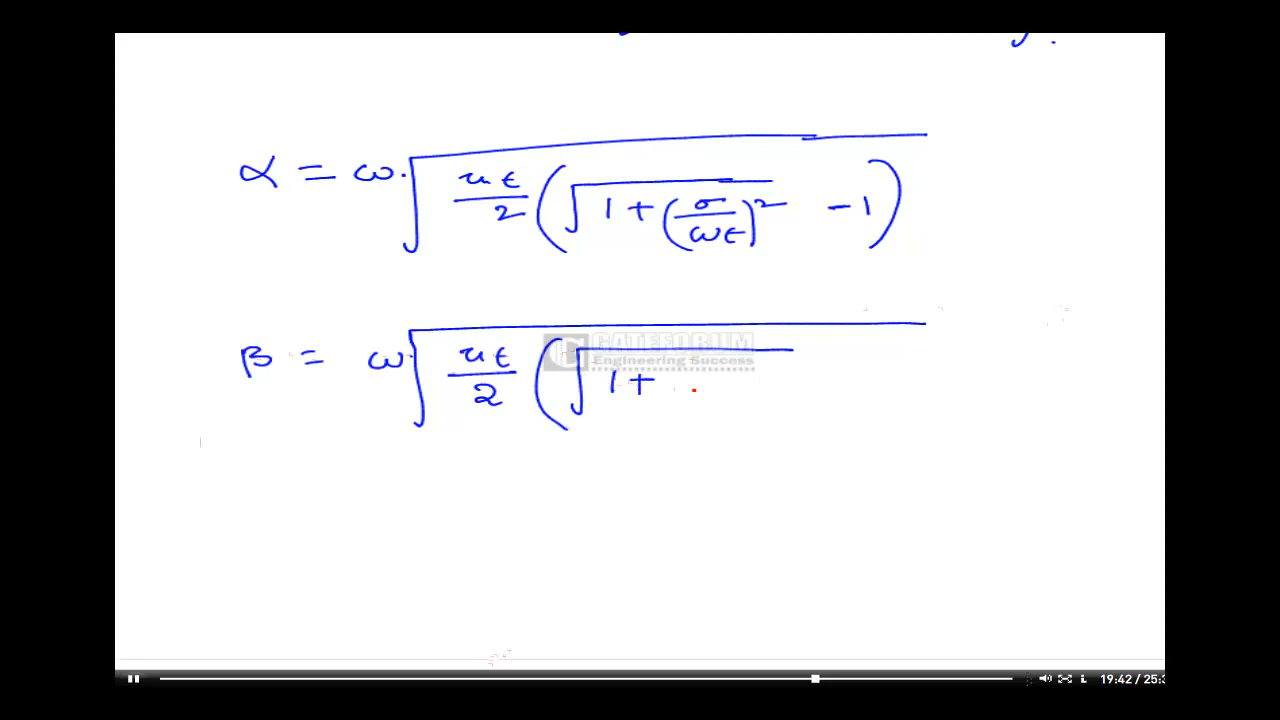 α = ω.√(με/2 (√(1 + (σ/ωε)²) - 1))
β = ω√(με/2 (√(1 +
GATEFORUM
Engineering Success
19:42 / 25:3